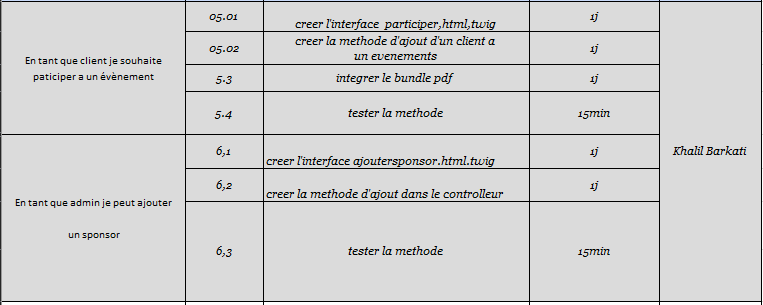 En tant que client je souhaite
paticiper a un évènement
05.01
creer l'interface participer,html,twig
1j
05.02
creer la methode d'ajout d'un client a
un evenements
1j
5.3
integrer le bundle pdf
1j
5.4
tester la methode
15min
Khalil Barkati
En tant que admin je peut ajouter
un sponsor
6,1
creer l'interface ajoutersponsor.html.twig
1j
6,2
creer la methode d'ajout dans le controlleur
1j
6,3
tester la methode
15min